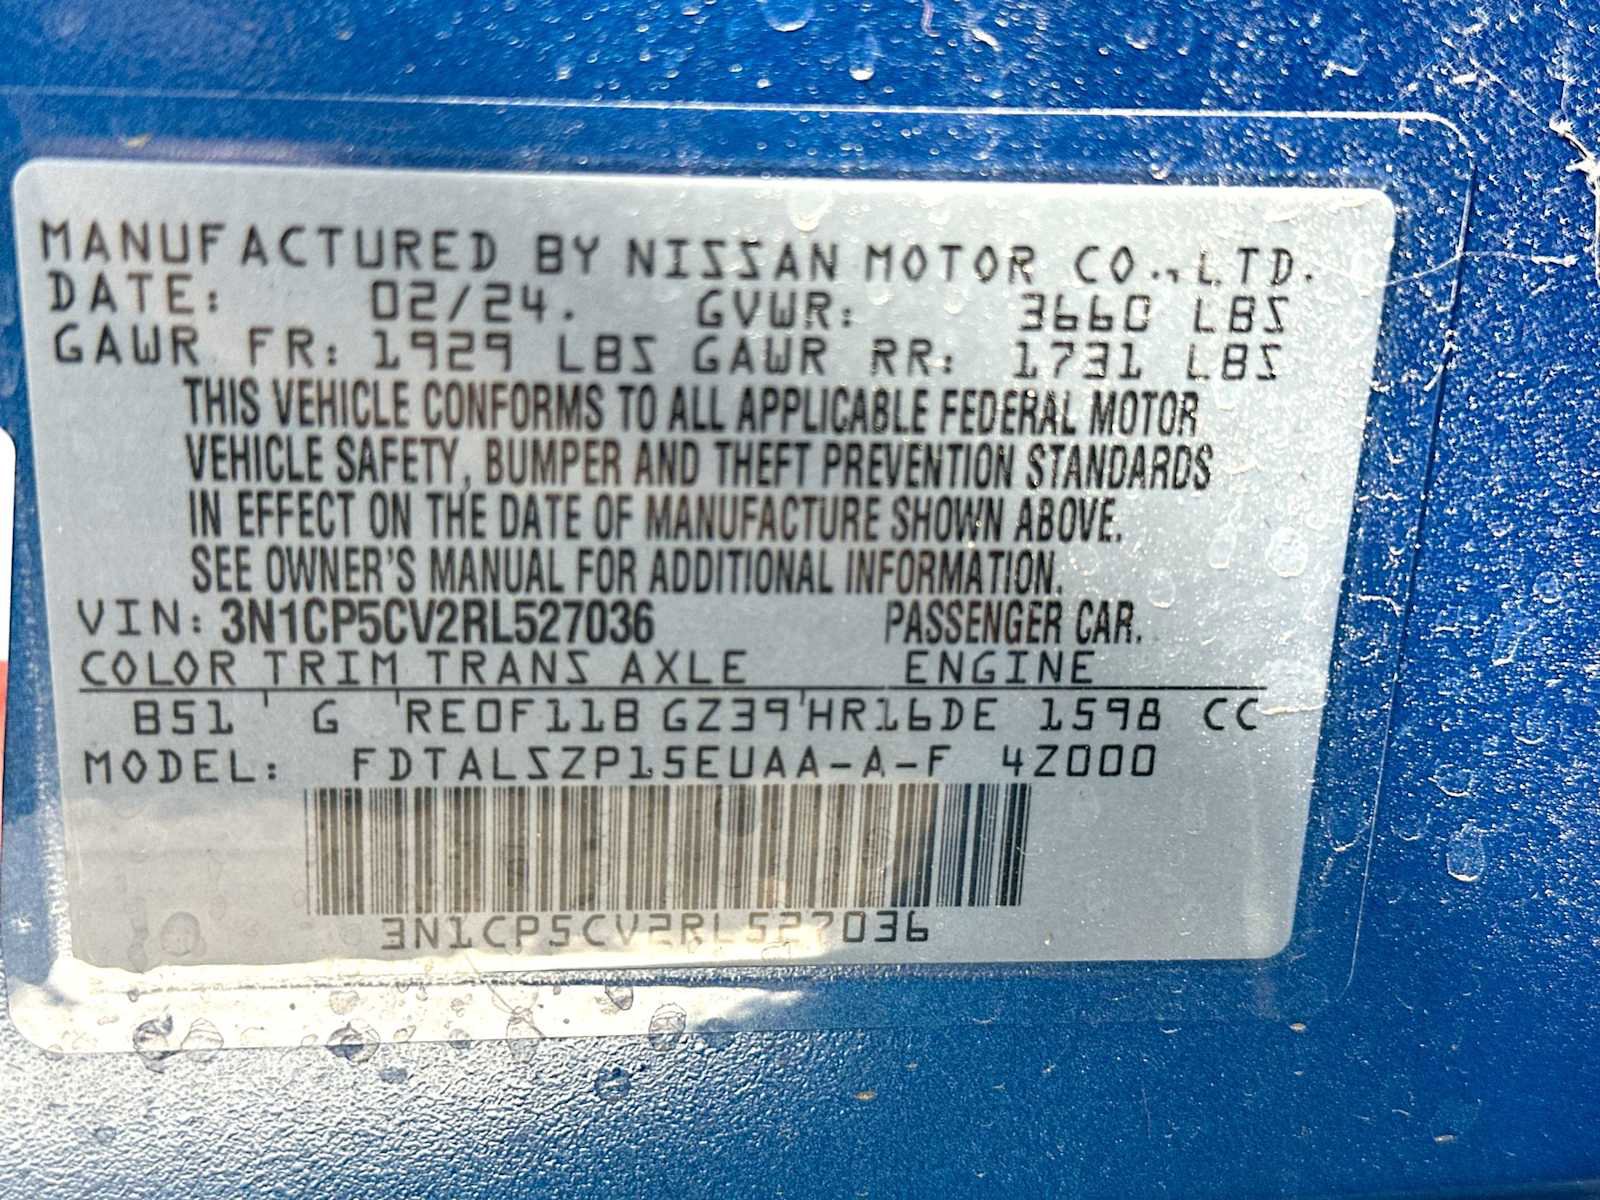 MANUFACTURED BY NISSAN MOTOR CO., LTD.
DATE: 02/24. GVWR: 3660 LBS
GAWR FR: 1929 LBS GAWR RR: 1731 LBS
THIS VEHICLE CONFORMS TO ALL APPLICABLE FEDERAL MOTOR
VEHICLE SAFETY, BUMPER AND THEFT PREVENTION STANDARDS
IN EFFECT ON THE DATE OF MANUFACTURE SHOWN ABOVE.
SEE OWNER'S MANUAL FOR ADDITIONAL INFORMATION.
VIN: 3N1CP5CV2RL527036 PASSENGER CAR.
COLOR TRIM TRANS AXLE ENGINE
B51 G RE0F11B GZ39 HR16DE 1598 CC
MODEL: FDTALSZP15EUAA-A-F 4Z000
3N1CP5CV2RL527036